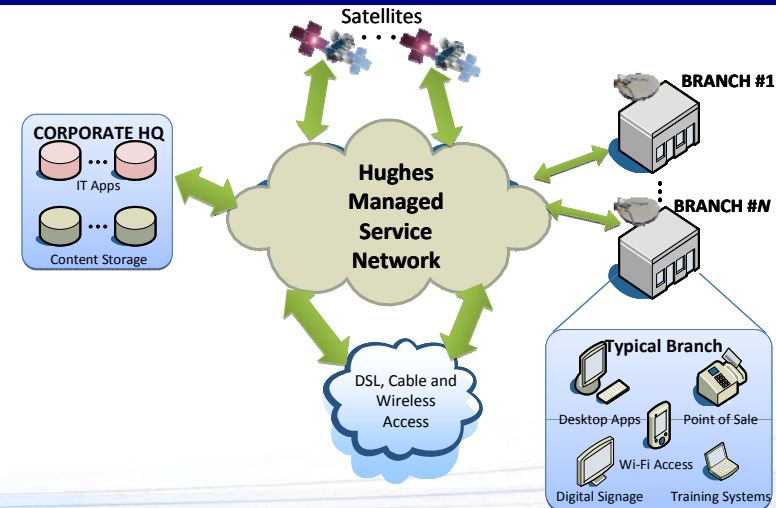 Satellites
BRANCH #1
CORPORATE HQ
IT Apps
Content Storage
Hughes
Managed
Service
Network
BRANCH #N
DSL, Cable and
Wireless
Access
Typical Branch
Desktop Apps
Point of Sale
Wi-Fi Access
Digital Signage
Training Systems